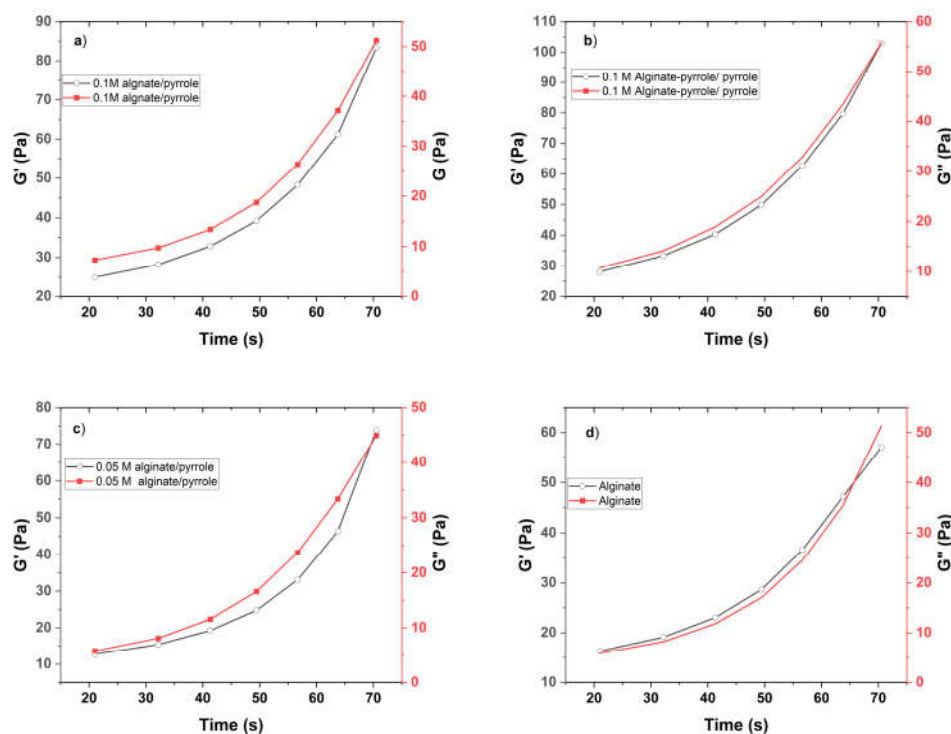 a)
0.1M algnate/pyrrole
0.1M algnate/pyrrole
90
80
70
60
50
40
30
20
G' (Pa)
50
40
30
20
10
0
G (Pa)
20 30 40 50 60 70
Time (s)
b)
0.1 M Alginate-pyrrole/ pyrrole
0.1 M Alginate-pyrrole/ pyrrole
110
100
90
80
70
60
50
40
30
20
G' (Pa)
60
50
40
30
20
10
G" (Pa)
20 30 40 50 60 70
Time (s)
c)
0.05 M alginate/pyrrole
0.05 M alginate/pyrrole
80
70
60
50
40
30
20
10
G' (Pa)
50
40
30
20
10
0
G" (Pa)
20 30 40 50 60 70
Time (s)
d)
Alginate
Alginate
60
50
40
30
20
10
G' (Pa)
50
40
30
20
10
0
G" (Pa)
20 30 40 50 60 70
Time (s)